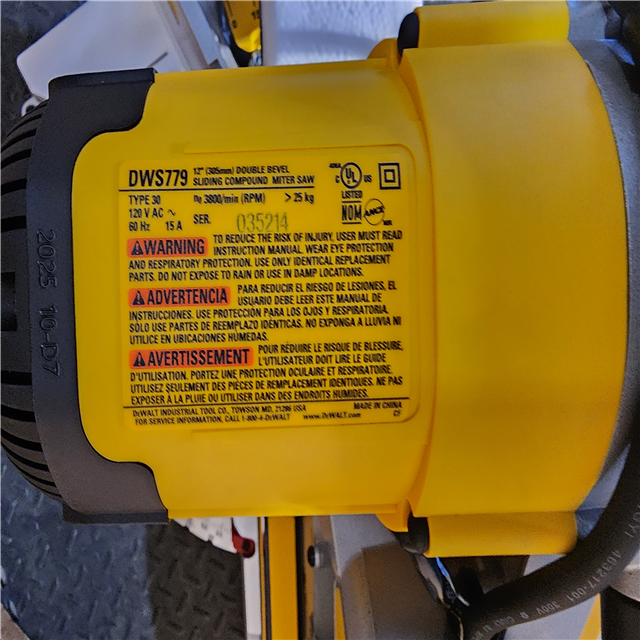 DWS779
12" (305mm) DOUBLE BEVEL
SLIDING COMPOUND MITER SAW
TYPE 30
n₀ 3800/min (RPM)
> 25 kg
120 V AC ~
60 Hz 15 A
SER. 035214
C UL US
LISTED
NOM
ANCE
WARNING TO REDUCE THE RISK OF INJURY, USER MUST READ
INSTRUCTION MANUAL. WEAR EYE PROTECTION
AND RESPIRATORY PROTECTION. USE ONLY IDENTICAL REPLACEMENT
PARTS. DO NOT EXPOSE TO RAIN OR USE IN DAMP LOCATIONS.
ADVERTENCIA PARA REDUCIR EL RIESGO DE LESIONES, EL
USUARIO DEBE LEER ESTE MANUAL DE
INSTRUCCIONES. USE PROTECCION PARA LOS OJOS Y RESPIRATORIA.
SÓLO USE PARTES DE REEMPLAZO IDÉNTICAS. NO EXPONGA A LLUVIA NI
UTILICE EN UBICACIONES HUMEDAS.
AVERTISSEMENT POUR RÉDUIRE LE RISQUE DE BLESSURE,
L'UTILISATEUR DOIT LIRE LE GUIDE
D'UTILISATION. PORTEZ UNE PROTECTION OCULAIRE ET RESPIRATOIRE.
UTILISEZ SEULEMENT DES PIECES DE REMPLACEMENT IDENTIQUES. NE PAS
EXPOSER À LA PLUIE OU UTILISER DANS DES ENDROITS HUMIDES.
DEWALT INDUSTRIAL TOOL CO., TOWSON MD, 21286 USA
MADE IN CHINA
FOR SERVICE INFORMATION, CALL 1-800-4-DEWALT
www.DEWALT.com
CF
2025 10-D7
300V